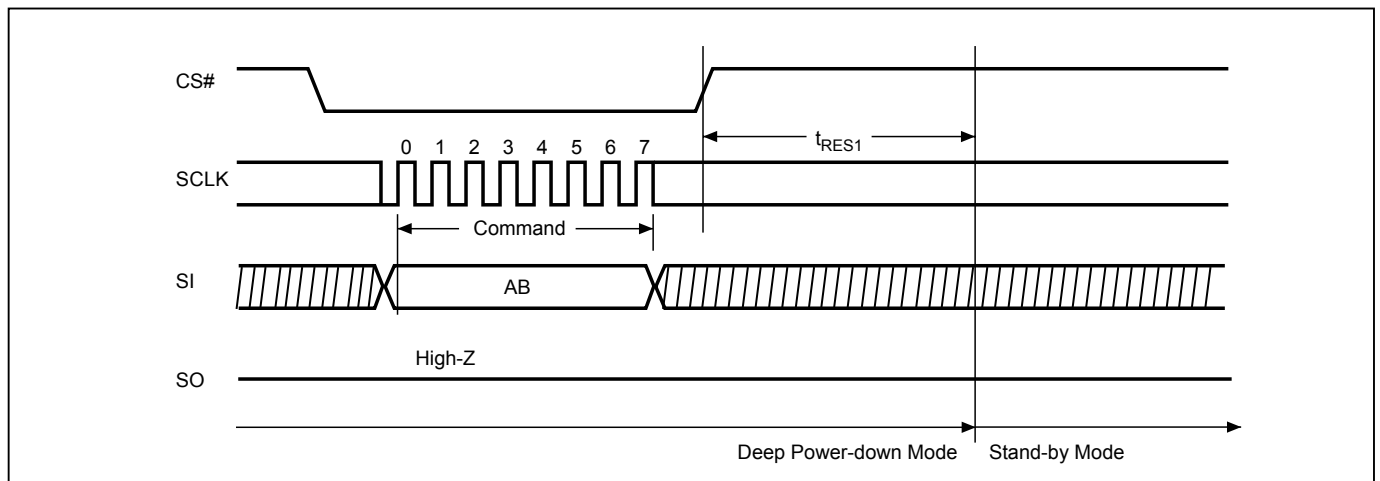 CS#
tRES1
0 1 2 3 4 5 6 7
SCLK
Command
SI
AB
High-Z
SO
Deep Power-down Mode
Stand-by Mode